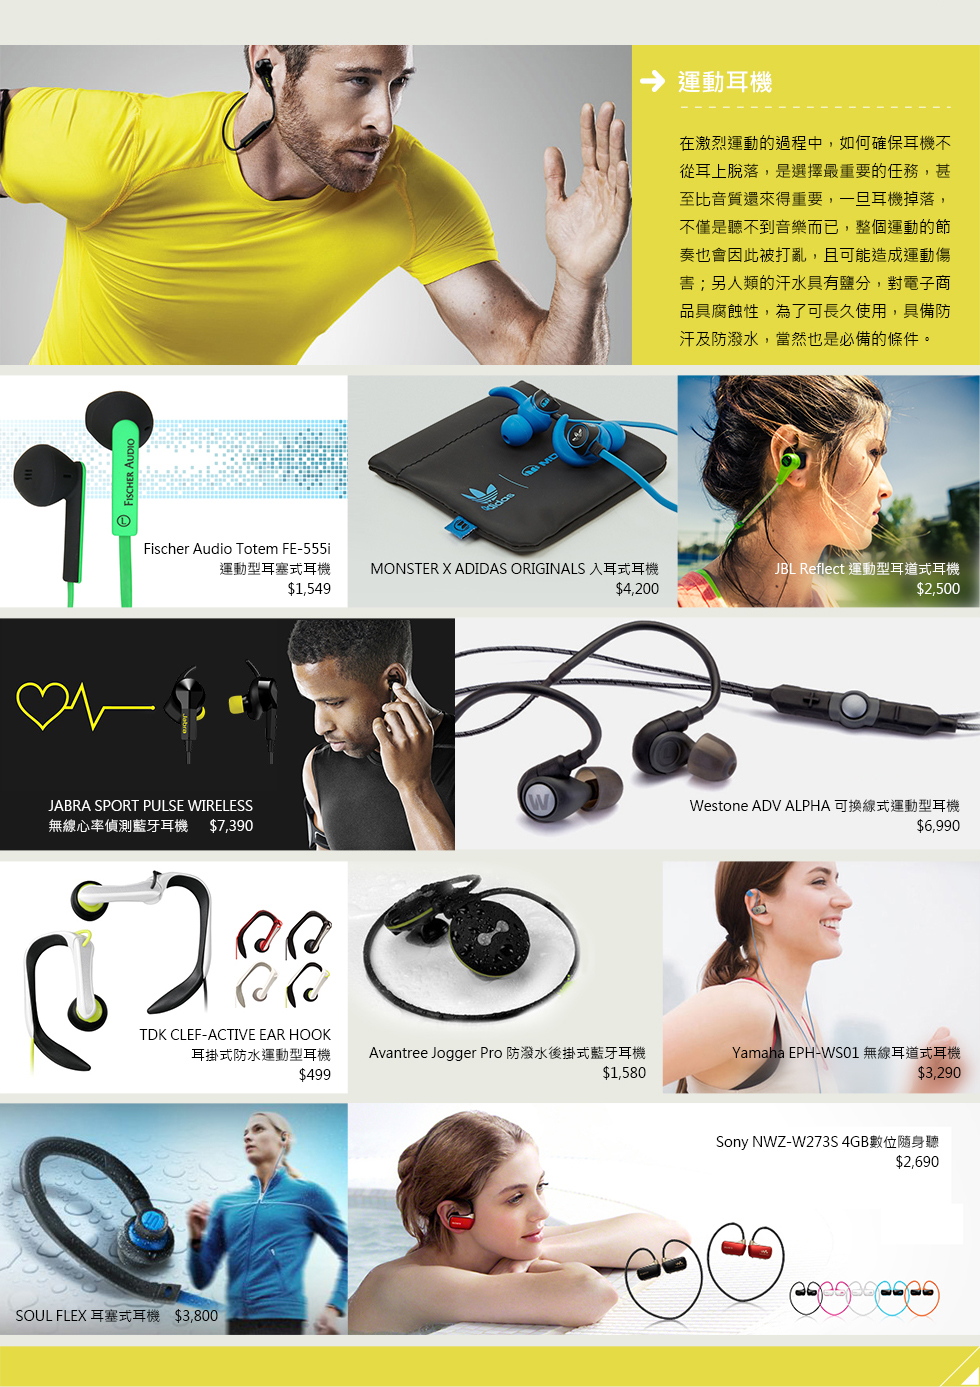 運動耳機
在激烈運動的過程中，如何確保耳機不
從耳上脫落，是選擇最重要的任務，甚
至比音質還來得重要，一旦耳機掉落，
不僅是聽不到音樂而已，整個運動的節
奏也會因此被打亂，且可能造成運動傷
害；另人類的汗水具有鹽分，對電子商
品具腐蝕性，為了可長久使用，具備防
汗及防潑水，當然也是必備的條件。
FISCHER AUDIO
L
Fischer Audio Totem FE-555i
運動型耳塞式耳機
$1,549
adidas
MO
MONSTER X ADIDAS ORIGINALS 入耳式耳機
$4,200
JBL Reflect 運動型耳道式耳機
$2,500
Jabra
JABRA SPORT PULSE WIRELESS
無線心率偵測藍牙耳機 $7,390
W
Westone ADV ALPHA 可換線式運動型耳機
$6,990
TDK CLEF-ACTIVE EAR HOOK
耳掛式防水運動型耳機
$499
Avantree Jogger Pro 防潑水後掛式藍牙耳機
$1,580
Yamaha EPH-WS01 無線耳道式耳機
$3,290
SOUL FLEX 耳塞式耳機 $3,800
Sony NWZ-W273S 4GB數位隨身聽
$2,690